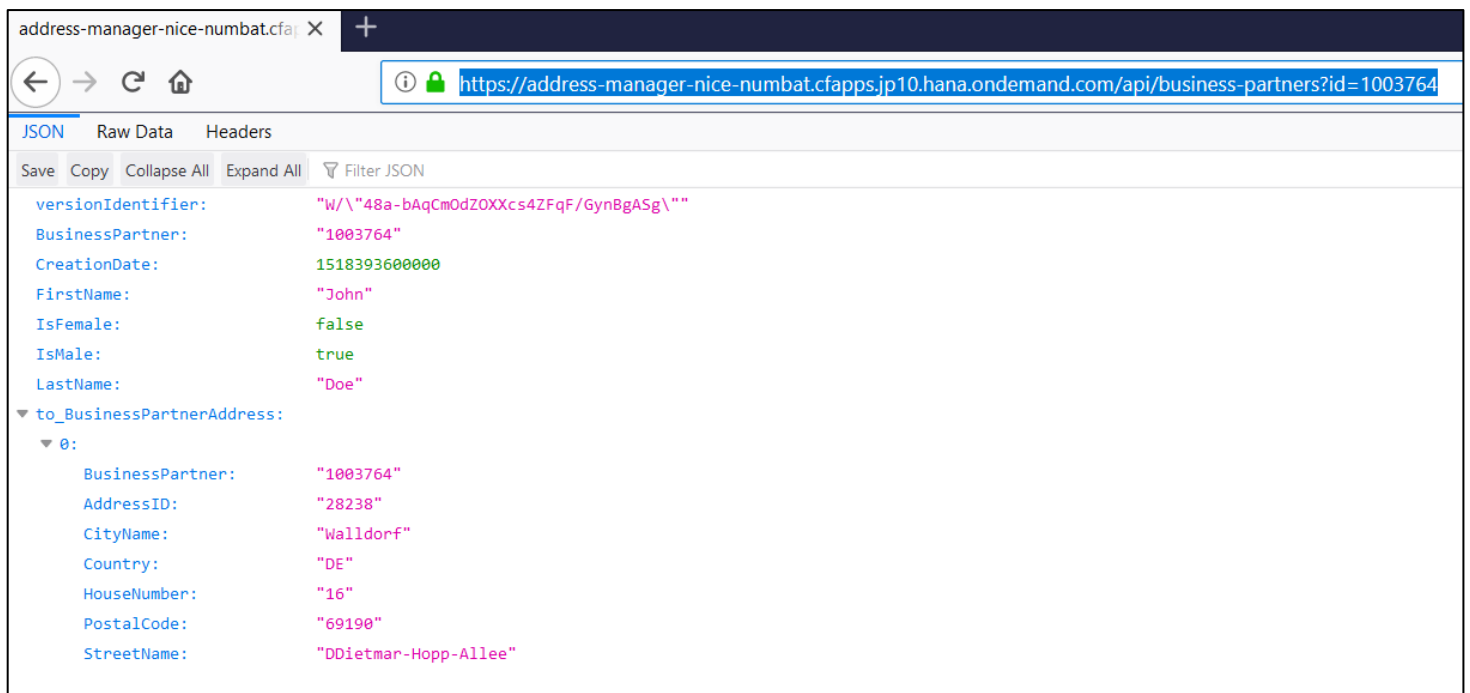 address-manager-nice-numbat.cfap
https://address-manager-nice-numbat.cfapps.jp10.hana.ondemand.com/api/business-partners?id=1003764
JSON Raw Data Headers
Save Copy Collapse All Expand All Filter JSON
versionIdentifier: "W/\"48a-bAqCmOdZOXXcs4ZFqF/GynBgASg\""
BusinessPartner: "1003764"
CreationDate: 1518393600000
FirstName: "John"
IsFemale: false
IsMale: true
LastName: "Doe"
to_BusinessPartnerAddress:
0:
BusinessPartner: "1003764"
AddressID: "28238"
CityName: "Walldorf"
Country: "DE"
HouseNumber: "16"
PostalCode: "69190"
StreetName: "DDietmar-Hopp-Allee"